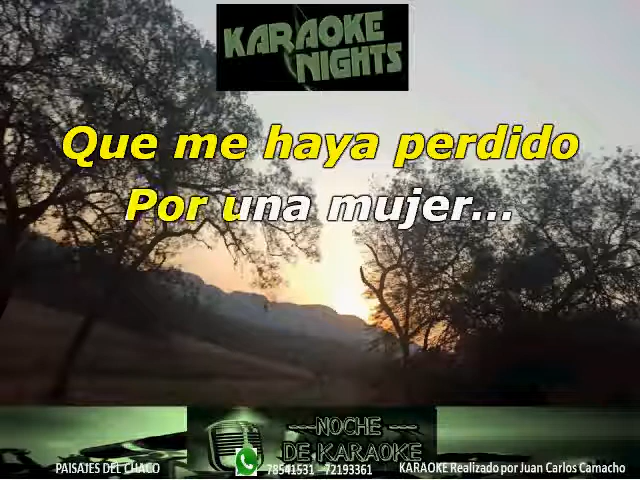 KARAOKE
NIGHTS
Que me haya perdido
Por una mujer...
---NOCHE ---
DE KARAOKE
PAISAJES DEL CHACO
78541531 - 72193361
KARAOKE Realizado por Juan Carlos Camacho